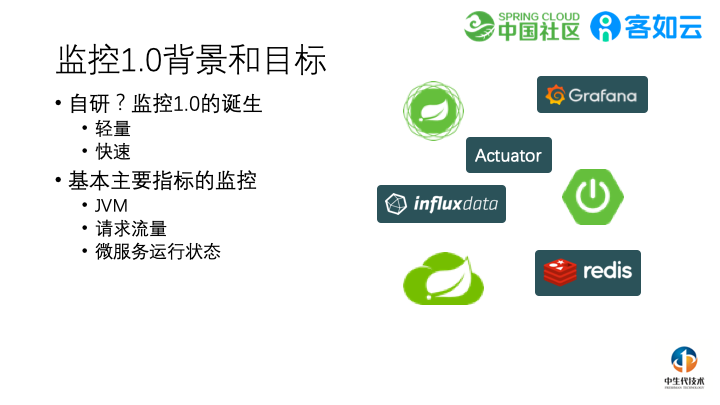 SPRING CLOUD
中国社区
客如云
监控1.0背景和目标
• 自研？监控1.0的诞生
• 轻量
• 快速
• 基本主要指标的监控
• JVM
• 请求流量
• 微服务运行状态
Grafana
Actuator
influxdata
redis
中生代技术